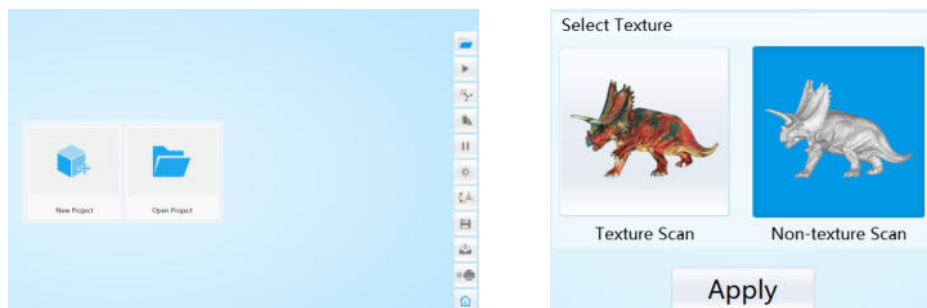 New Project Open Project
Select Texture
Texture Scan Non-texture Scan
Apply